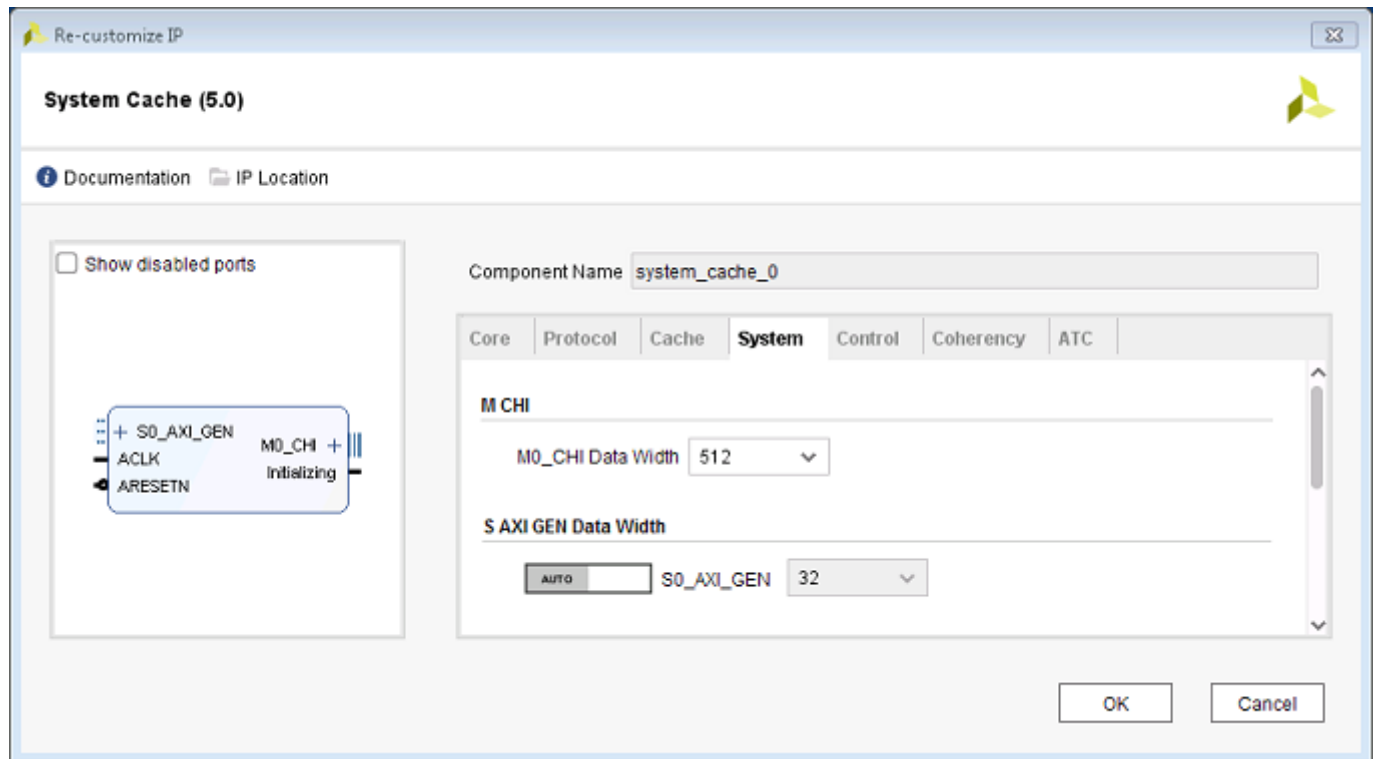 Re-customize IP
System Cache (5.0)
Documentation IP Location
Show disabled ports
S0_AXI_GEN
ACLK
ARESETN
M0_CHI
Initializing
Component Name system_cache_0
Core Protocol Cache System Control Coherency ATC
M CHI
M0_CHI Data Width 512
S AXI GEN Data Width
AUTO S0_AXI_GEN 32
OK Cancel